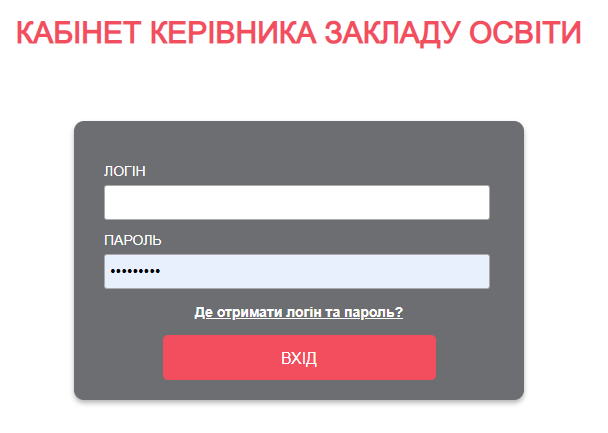 КАБІНЕТ КЕРІВНИКА ЗАКЛАДУ ОСВІТИ
ЛОГІН
ПАРОЛЬ
•••••••••
Де отримати логін та пароль?
ВХІД